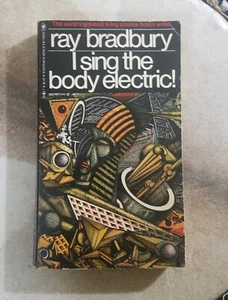 The world's greatest living science fiction writer
ray bradbury
I sing the
body electric!